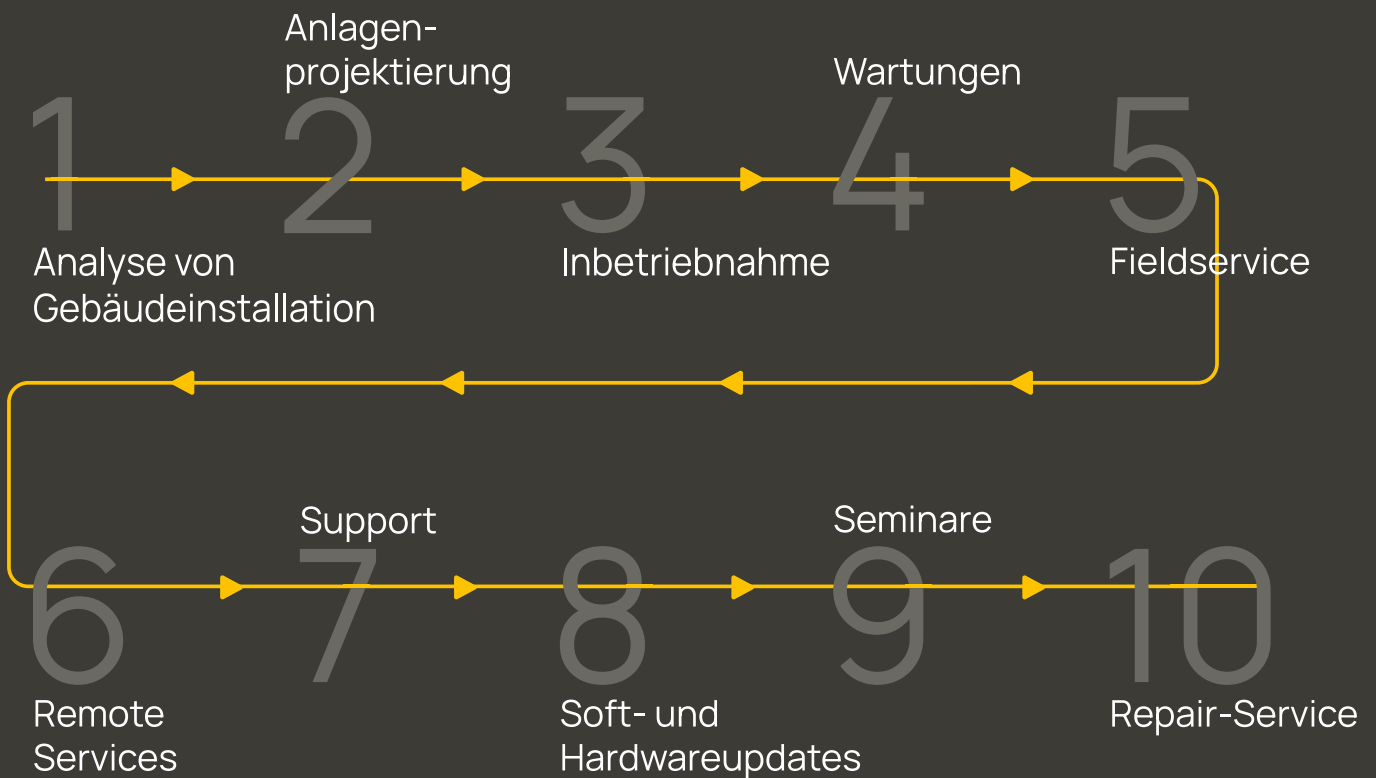 1
Analyse von
Gebäudeinstallation
2
Anlagen-
projektierung
3
Inbetriebnahme
4
Wartungen
5
Fieldservice
6
Remote
Services
7
Support
8
Soft- und
Hardwareupdates
9
Seminare
10
Repair-Service